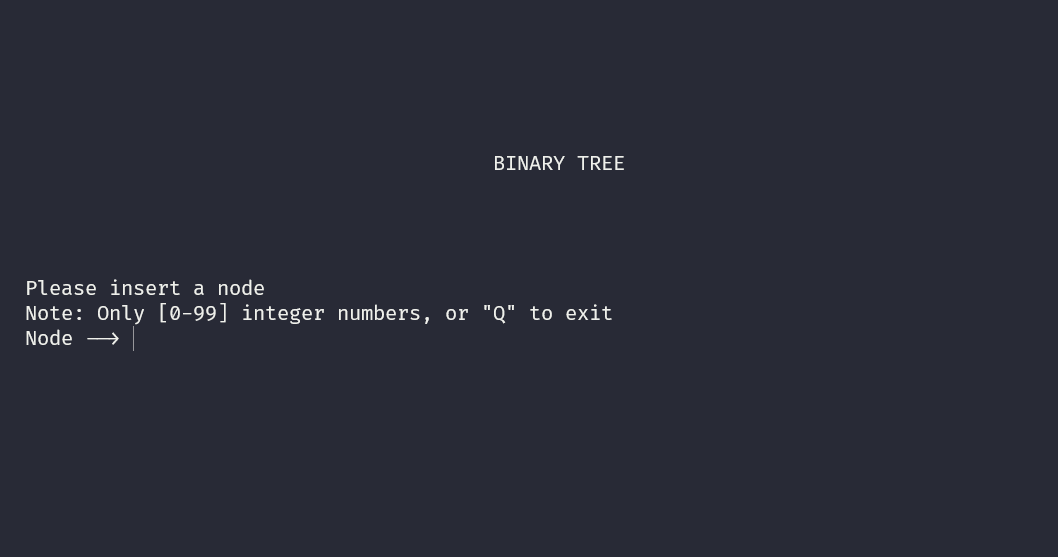 BINARY TREE
Please insert a node
Note: Only [0-99] integer numbers, or "Q" to exit
Node -->